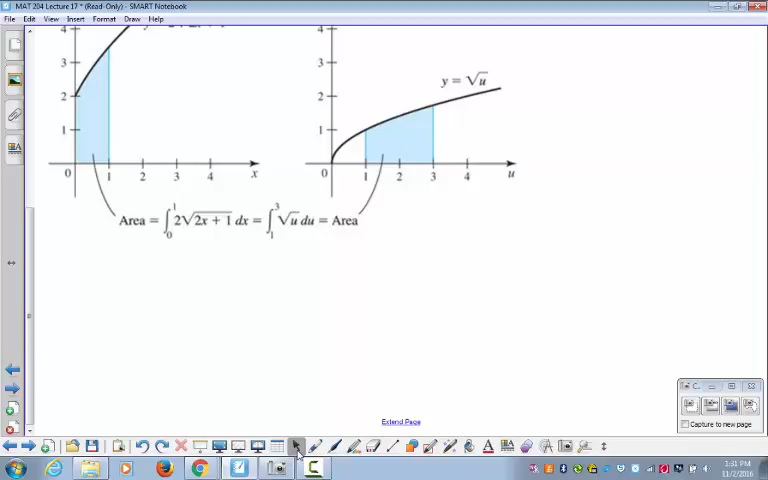 MAT 204 Lecture 17 * (Read-Only) - SMART Notebook
File Edit View Insert Format Draw Help
4 4
3 3
y = √u
2 2
1 1
0 1 2 3 4 x 0 1 2 3 4 u
Area = ∫₀¹ 2√2x + 1 dx = ∫₁³ √u du = Area
Extend Page
C...
Capture to new page
1:31 PM
11/2/2016